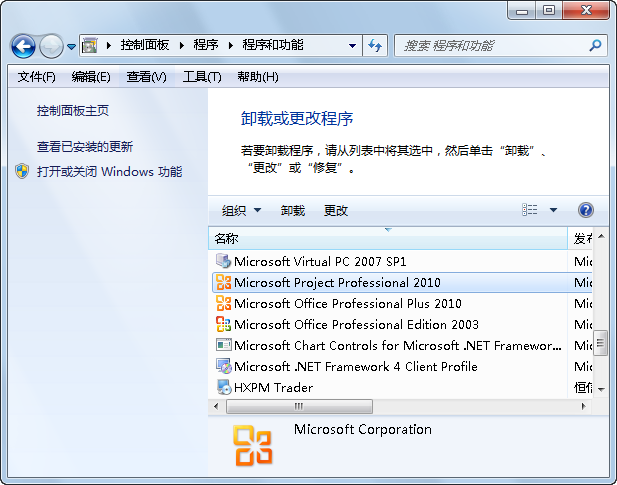 控制面板 程序 程序和功能
搜索 程序和功能
文件(F) 编辑(E) 查看(V) 工具(T) 帮助(H)
控制面板主页
查看已安装的更新
打开或关闭 Windows 功能
卸载或更改程序
若要卸载程序，请从列表中将其选中，然后单击“卸载”、
“更改”或“修复”。
组织 卸载 更改
名称 发布
Microsoft Virtual PC 2007 SP1 Mic
Microsoft Project Professional 2010 Mic
Microsoft Office Professional Plus 2010 Mic
Microsoft Office Professional Edition 2003 Mic
Microsoft Chart Controls for Microsoft .NET Framewor... Mic
Microsoft .NET Framework 4 Client Profile Mic
HXPM Trader 恒信
Microsoft Corporation